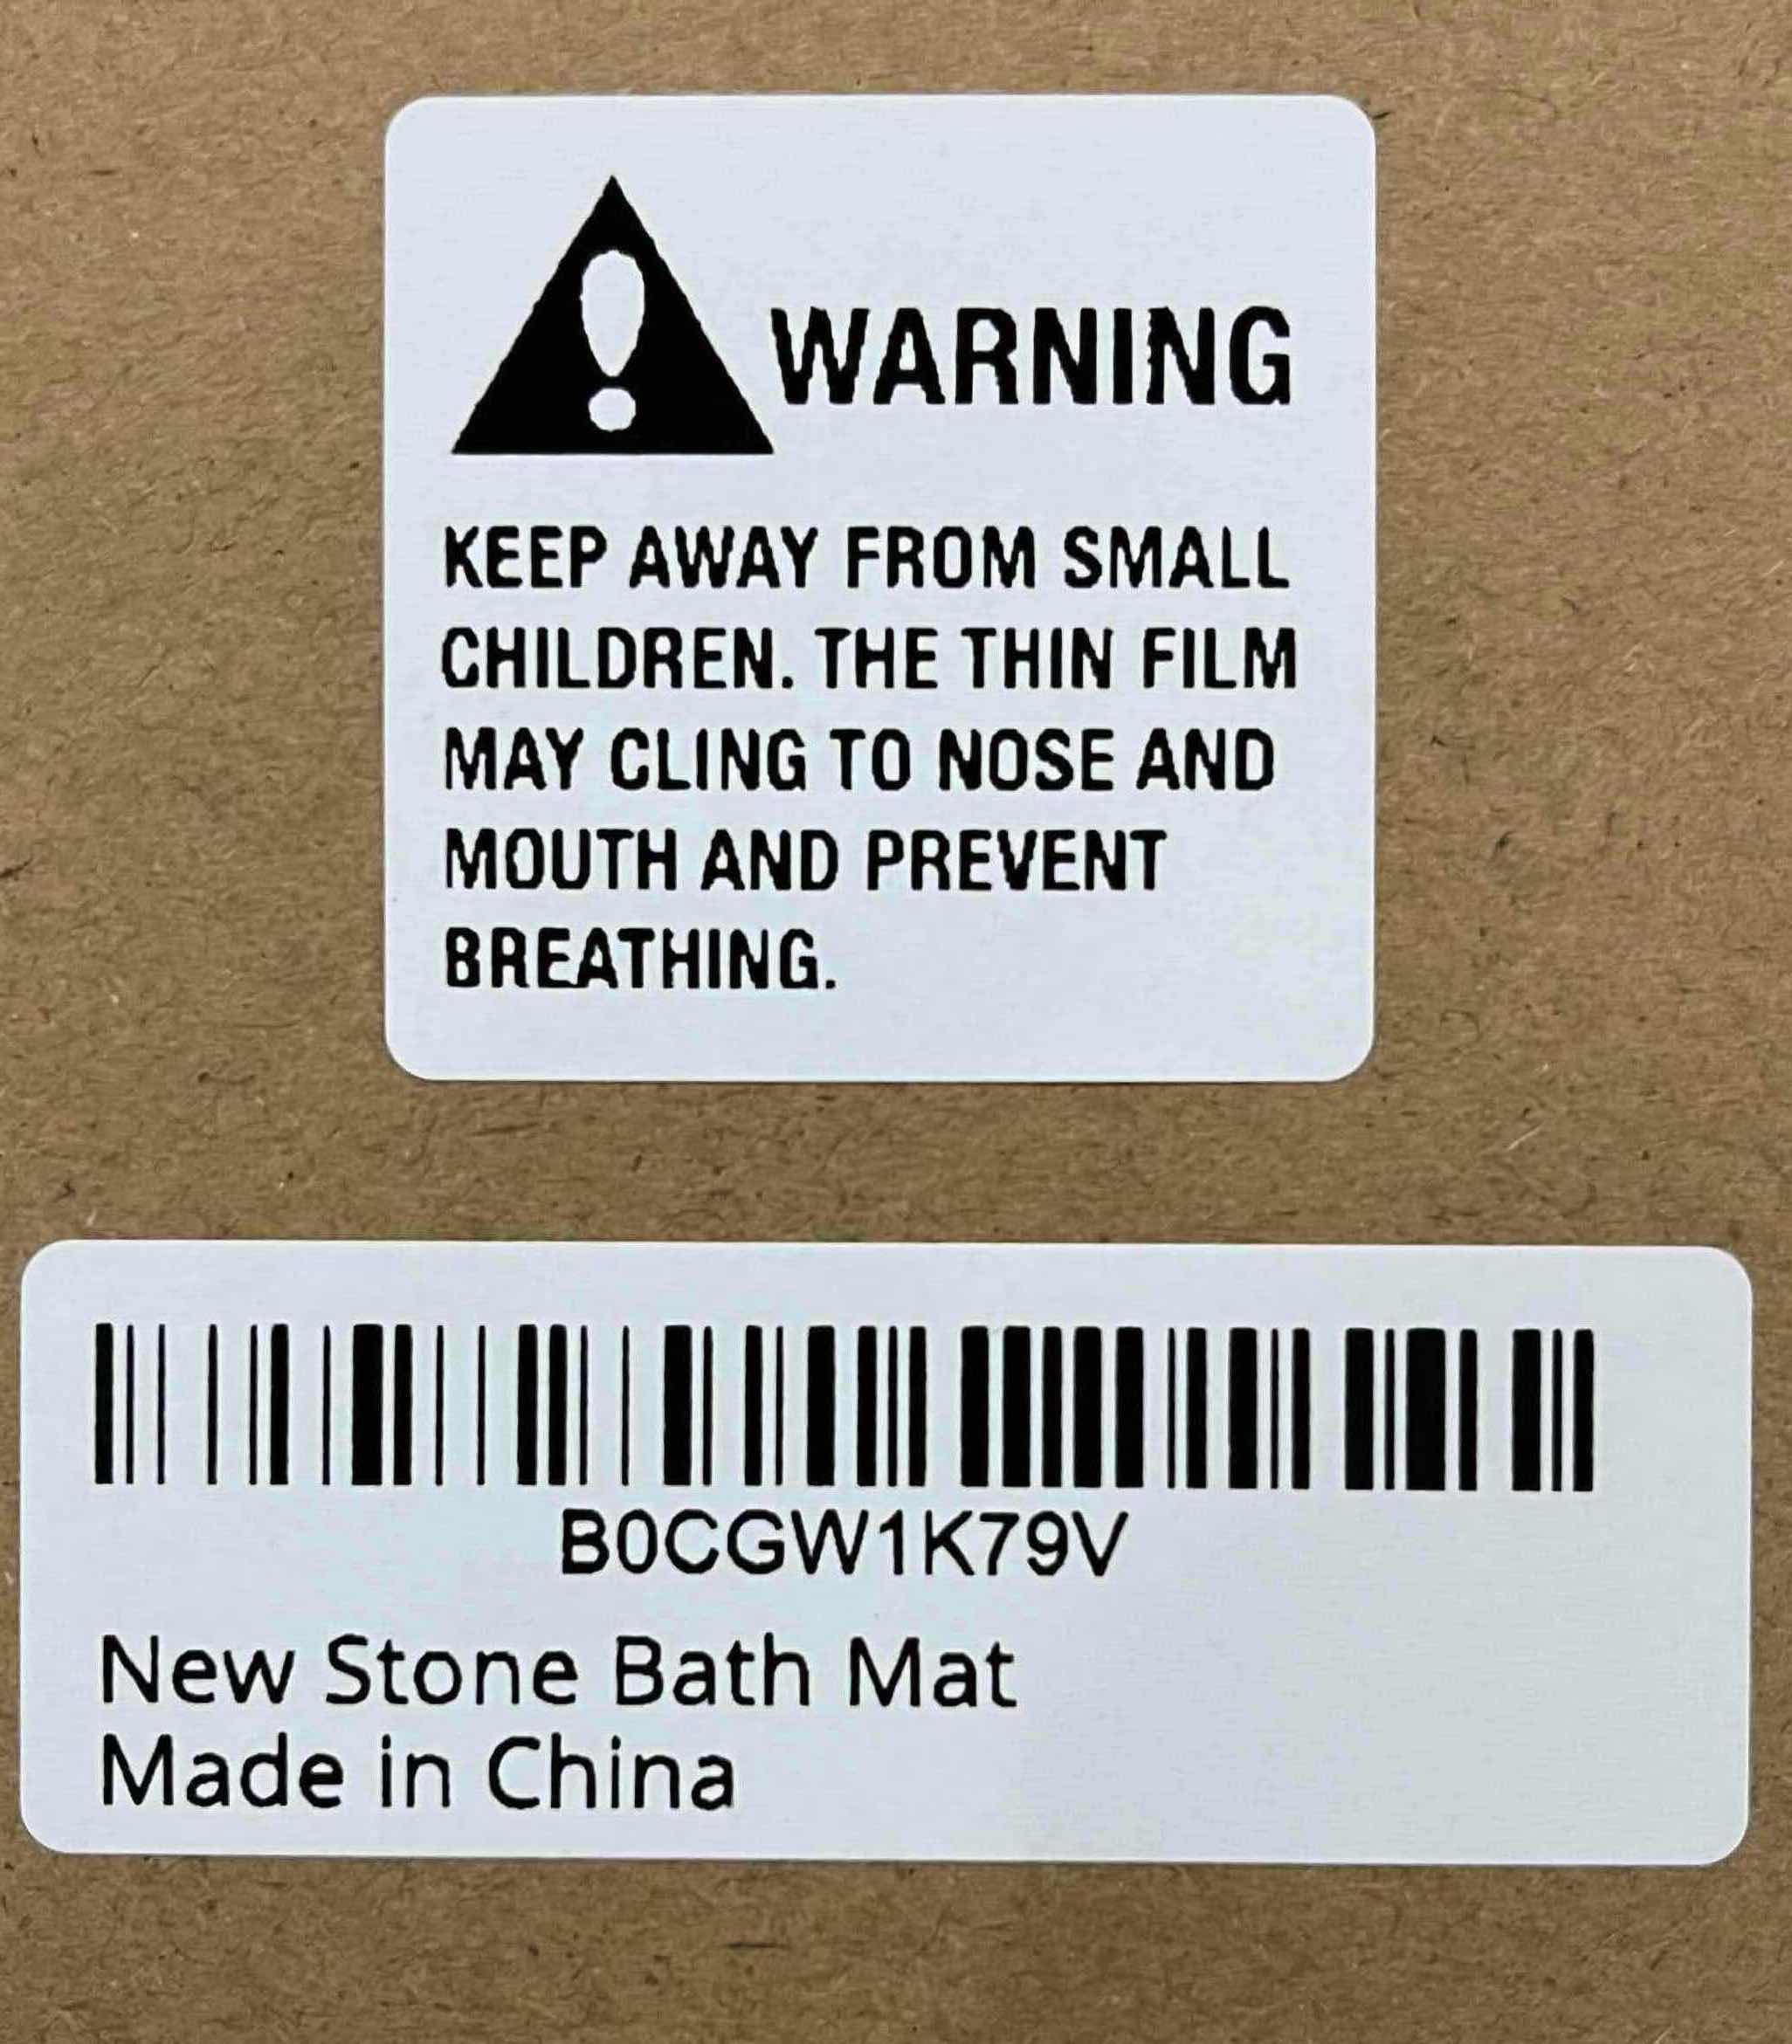 WARNING
KEEP AWAY FROM SMALL
CHILDREN. THE THIN FILM
MAY CLING TO NOSE AND
MOUTH AND PREVENT
BREATHING.
B0CGW1K79V
New Stone Bath Mat
Made in China